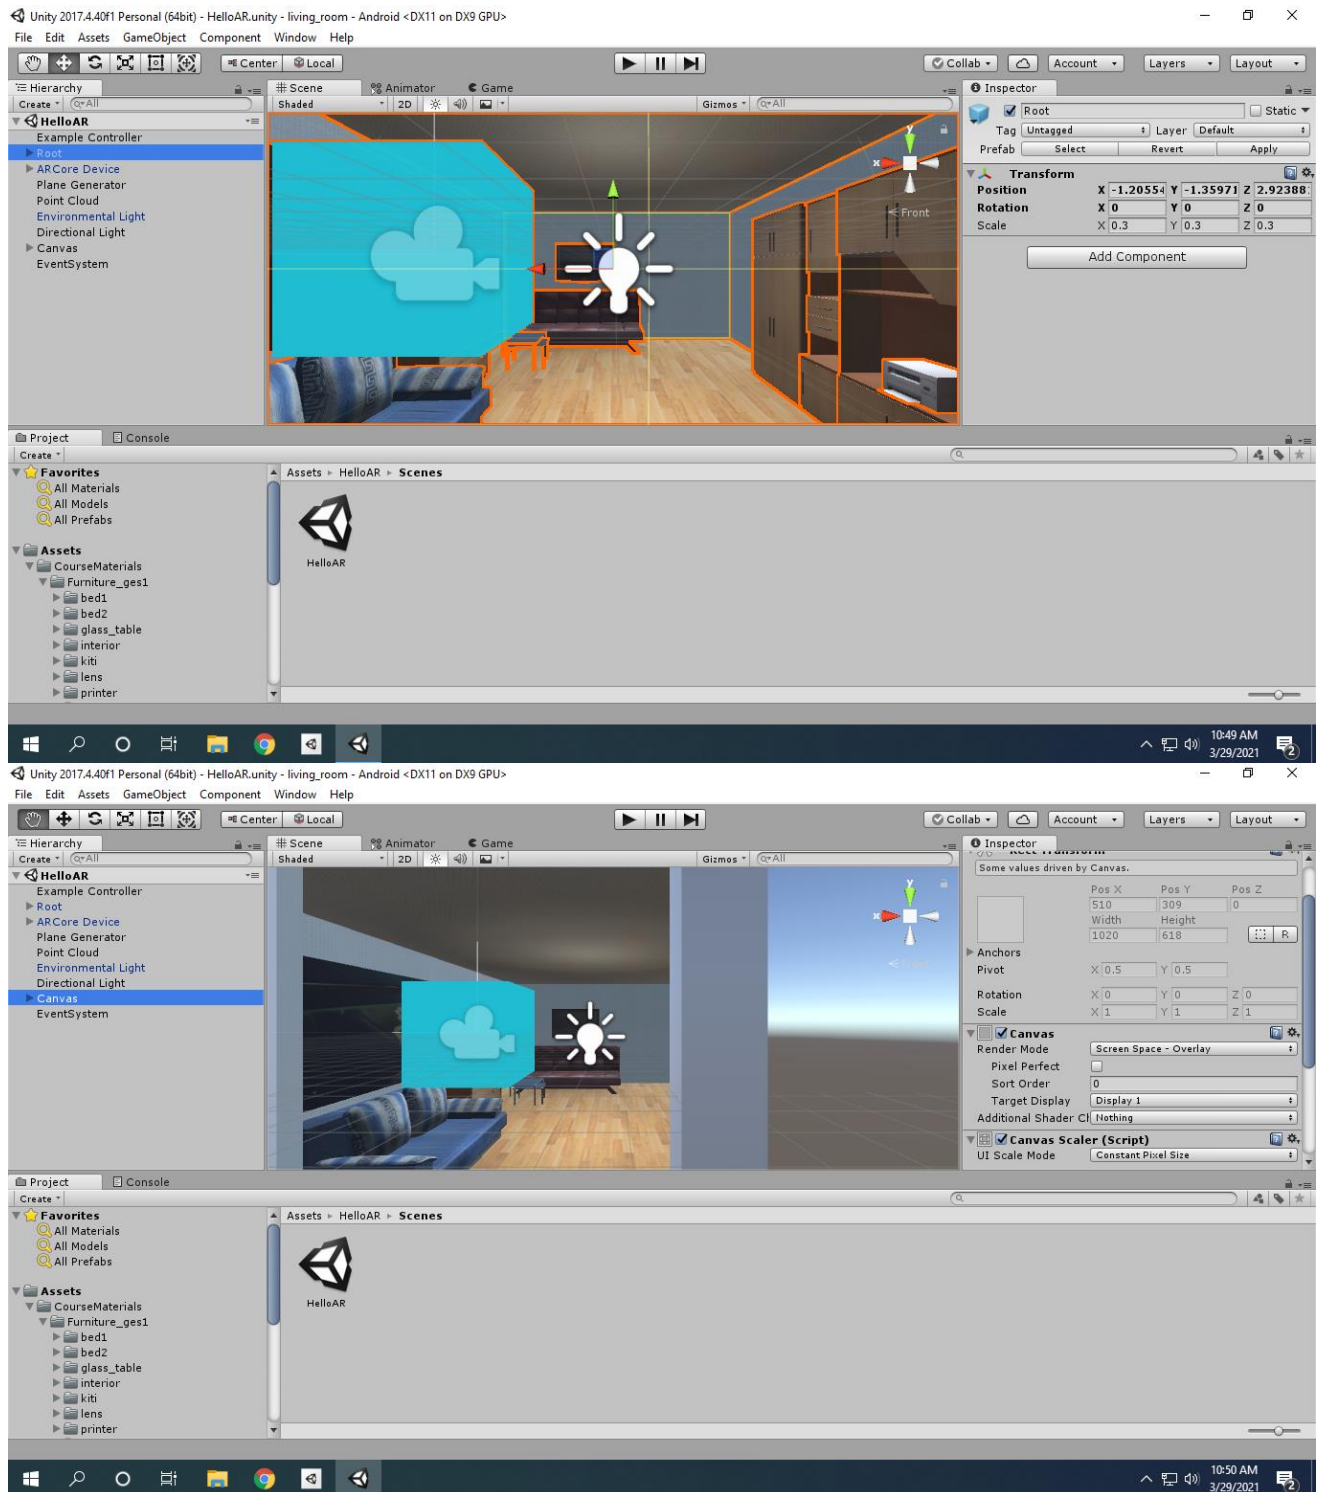 Unity 2017.4.40f1 Personal (64bit) - HelloAR.unity - living_room - Android <DX11 on DX9 GPU>
File Edit Assets GameObject Component Window Help
Center Local Collab Account Layers Layout
Hierarchy
Create All
HelloAR
Example Controller
Root
ARCore Device
Plane Generator
Point Cloud
Environmental Light
Directional Light
Canvas
EventSystem
Scene Animator Game
Shaded 2D Gizmos All
y
x
Front
Inspector
Root Static
Tag Untagged Layer Default
Prefab Select Revert Apply
Transform
Position X -1.20554 Y -1.35971 Z 2.92388
Rotation X 0 Y 0 Z 0
Scale X 0.3 Y 0.3 Z 0.3
Add Component
Project Console
Create
Favorites
All Materials
All Models
All Prefabs
Assets
CourseMaterials
Furniture_ges1
bed1
bed2
glass_table
interior
kiti
lens
printer
Assets HelloAR Scenes
HelloAR
10:49 AM
3/29/2021
2
Unity 2017.4.40f1 Personal (64bit) - HelloAR.unity - living_room - Android <DX11 on DX9 GPU>
File Edit Assets GameObject Component Window Help
Center Local Collab Account Layers Layout
Hierarchy
Create All
HelloAR
Example Controller
Root
ARCore Device
Plane Generator
Point Cloud
Environmental Light
Directional Light
Canvas
EventSystem
Scene Animator Game
Shaded 2D Gizmos All
y
x
Inspector
Some values driven by Canvas.
Pos X Pos Y Pos Z
510 309 0
Width Height
1020 618 R
Anchors
Pivot X 0.5 Y 0.5
Rotation X 0 Y 0 Z 0
Scale X 1 Y 1 Z 1
Canvas
Render Mode Screen Space - Overlay
Pixel Perfect
Sort Order 0
Target Display Display 1
Additional Shader Cl Nothing
Canvas Scaler (Script)
UI Scale Mode Constant Pixel Size
Project Console
Create
Favorites
All Materials
All Models
All Prefabs
Assets
CourseMaterials
Furniture_ges1
bed1
bed2
glass_table
interior
kiti
lens
printer
Assets HelloAR Scenes
HelloAR
10:50 AM
3/29/2021
2